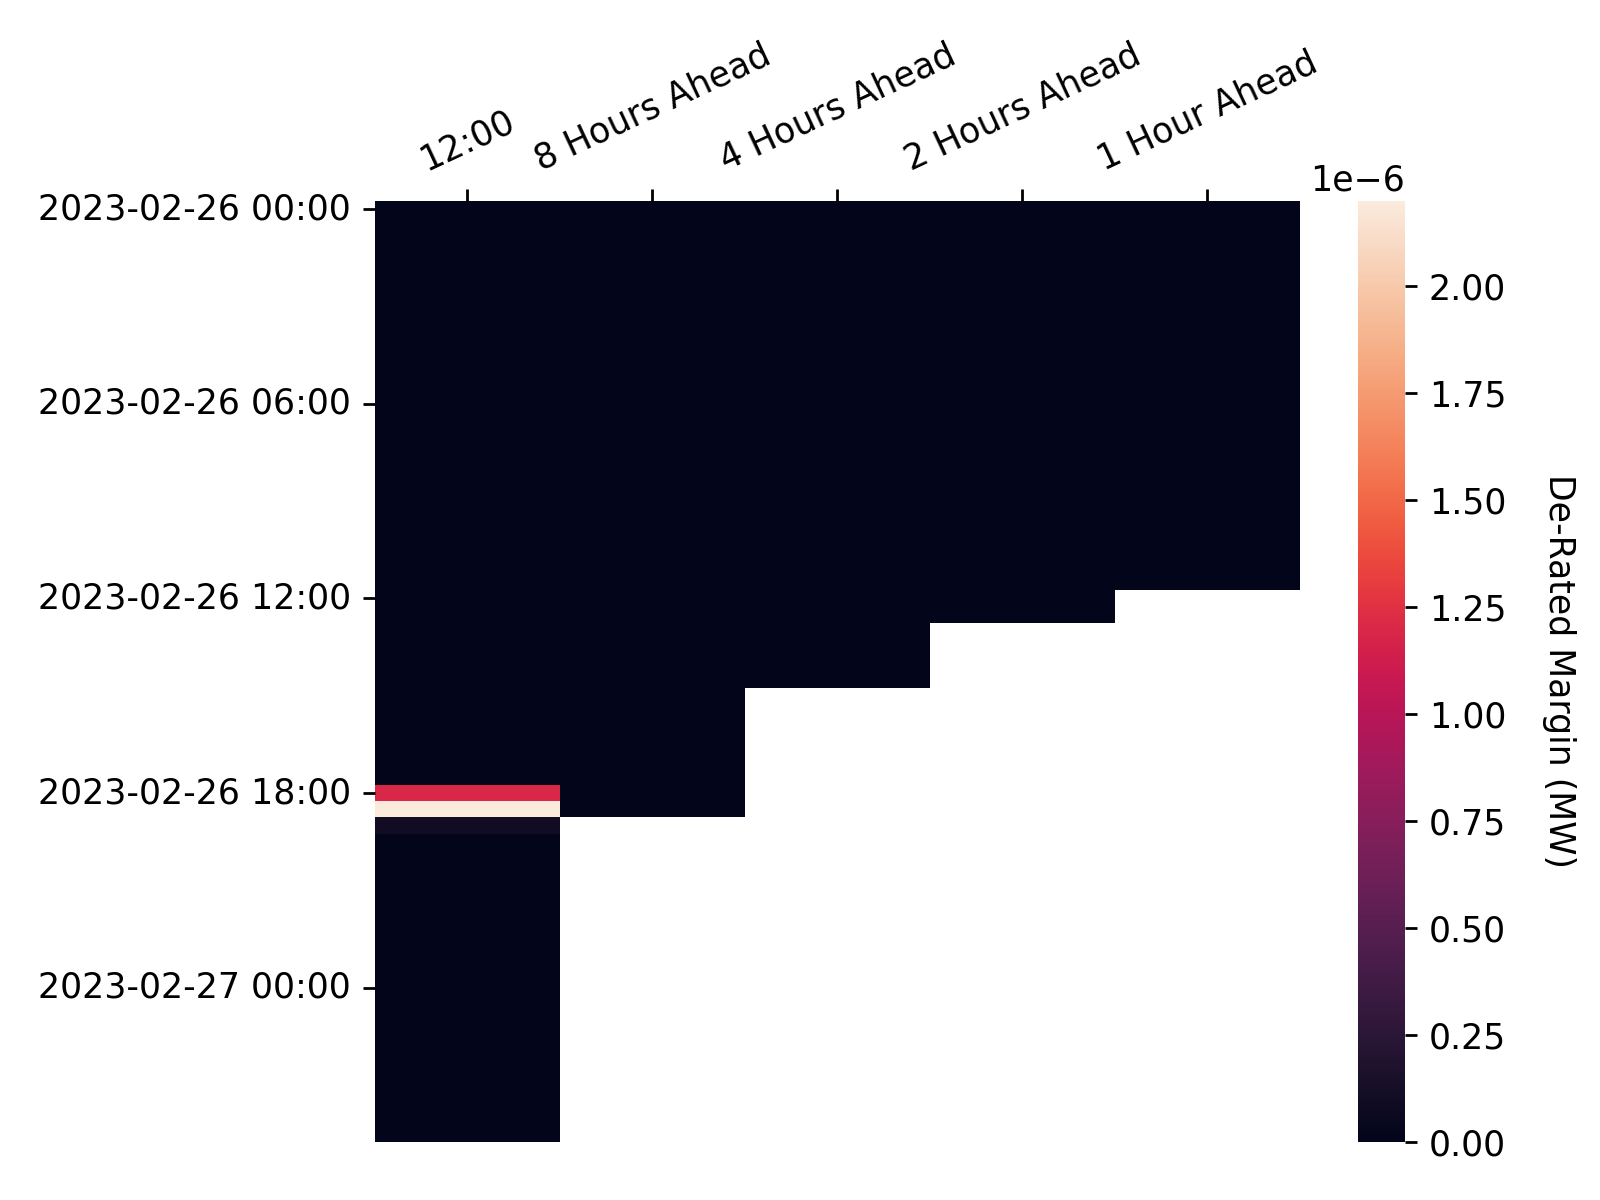 12:00
8 Hours Ahead
4 Hours Ahead
2 Hours Ahead
1 Hour Ahead
1e−6
2023-02-26 00:00
2023-02-26 06:00
2023-02-26 12:00
2023-02-26 18:00
2023-02-27 00:00
2.00
1.75
1.50
1.25
1.00
0.75
0.50
0.25
0.00
De-Rated Margin (MW)